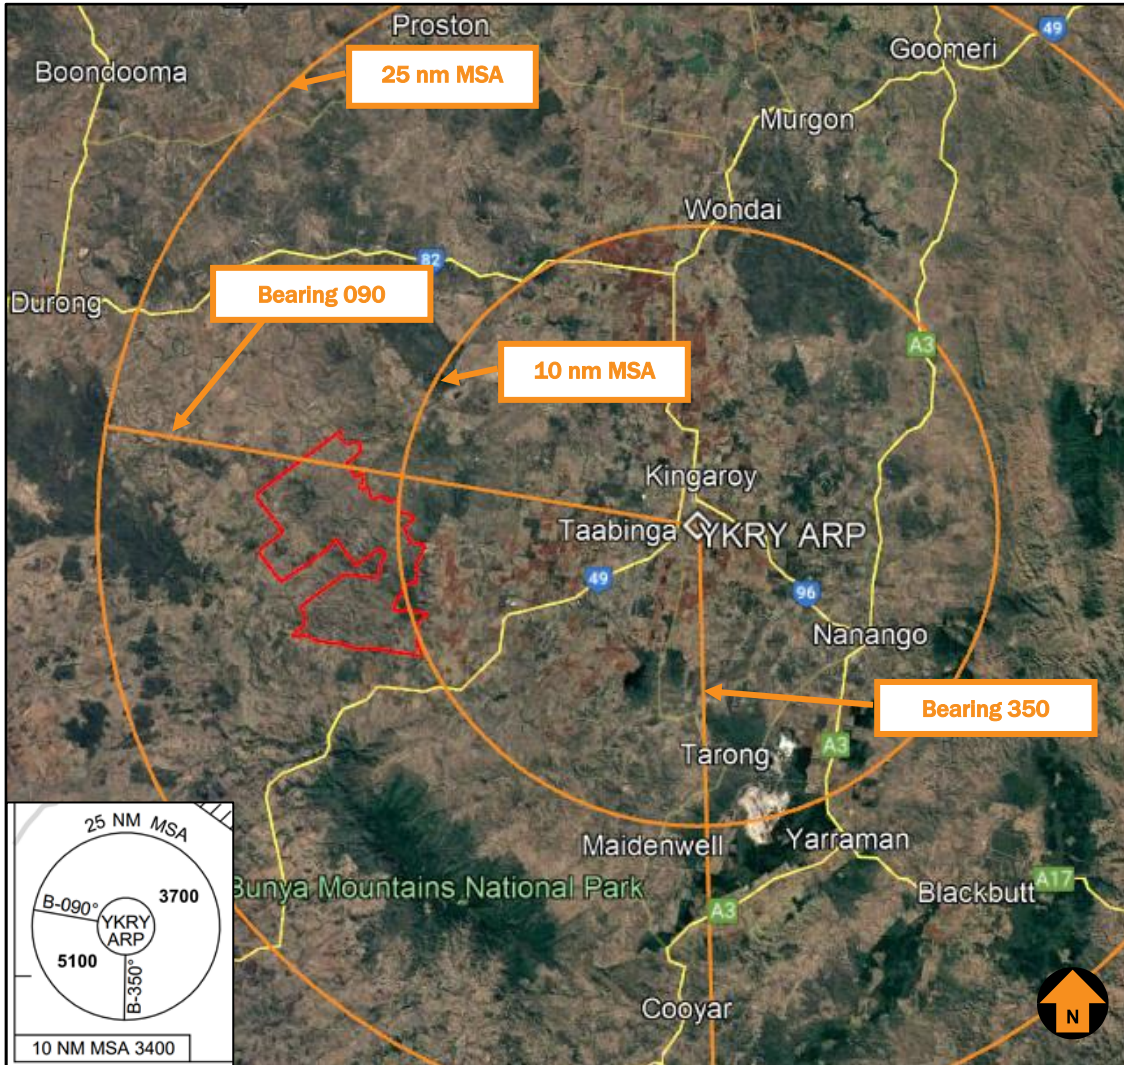 Proston
49
Goomeri
Boondooma
25 nm MSA
Murgon
Wondai
82
Bearing 090
Durong
A3
10 nm MSA
Kingaroy
Taabinga
YKRY ARP
49
96
Nanango
Bearing 350
Tarong
A3
Maidenwell
Yarraman
Bunya Mountains National Park
Blackbutt
A17
A3
Cooyar
N
25 NM MSA
3700
B-090°
YKRY
ARP
5100
B-350°
10 NM MSA 3400